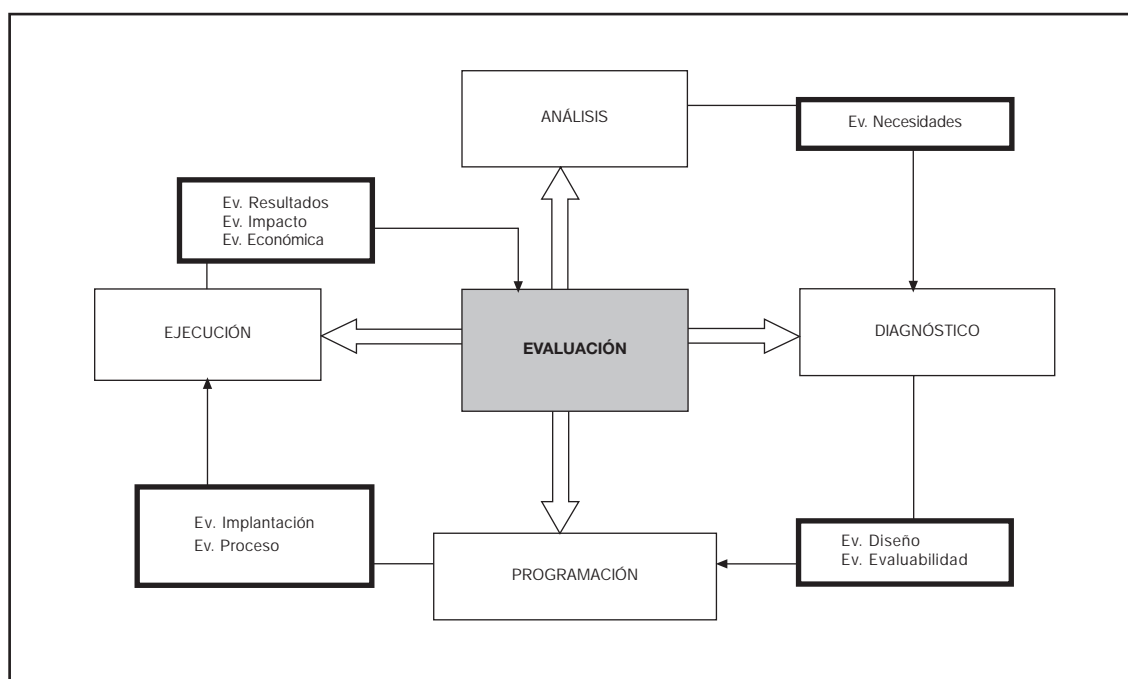 ANÁLISIS
Ev. Necesidades
Ev. Resultados
Ev. Impacto
Ev. Económica
EJECUCIÓN
EVALUACIÓN
DIAGNÓSTICO
Ev. Implantación
Ev. Proceso
PROGRAMACIÓN
Ev. Diseño
Ev. Evaluabilidad